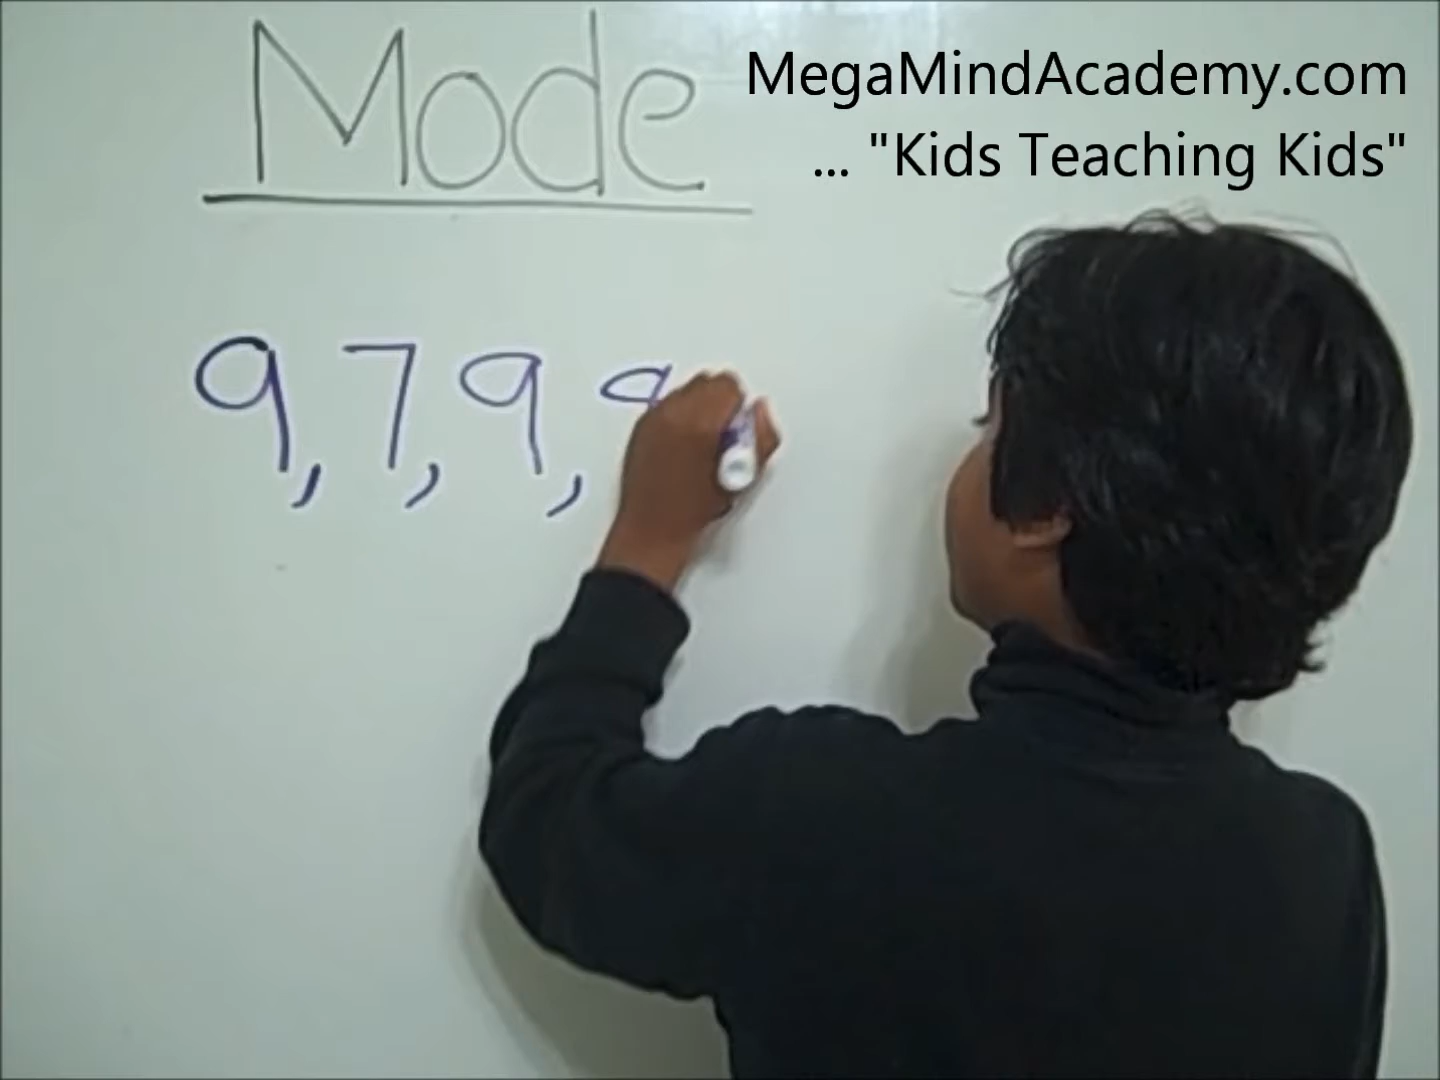 Mode
MegaMindAcademy.com
... "Kids Teaching Kids"
9, 7, 9,